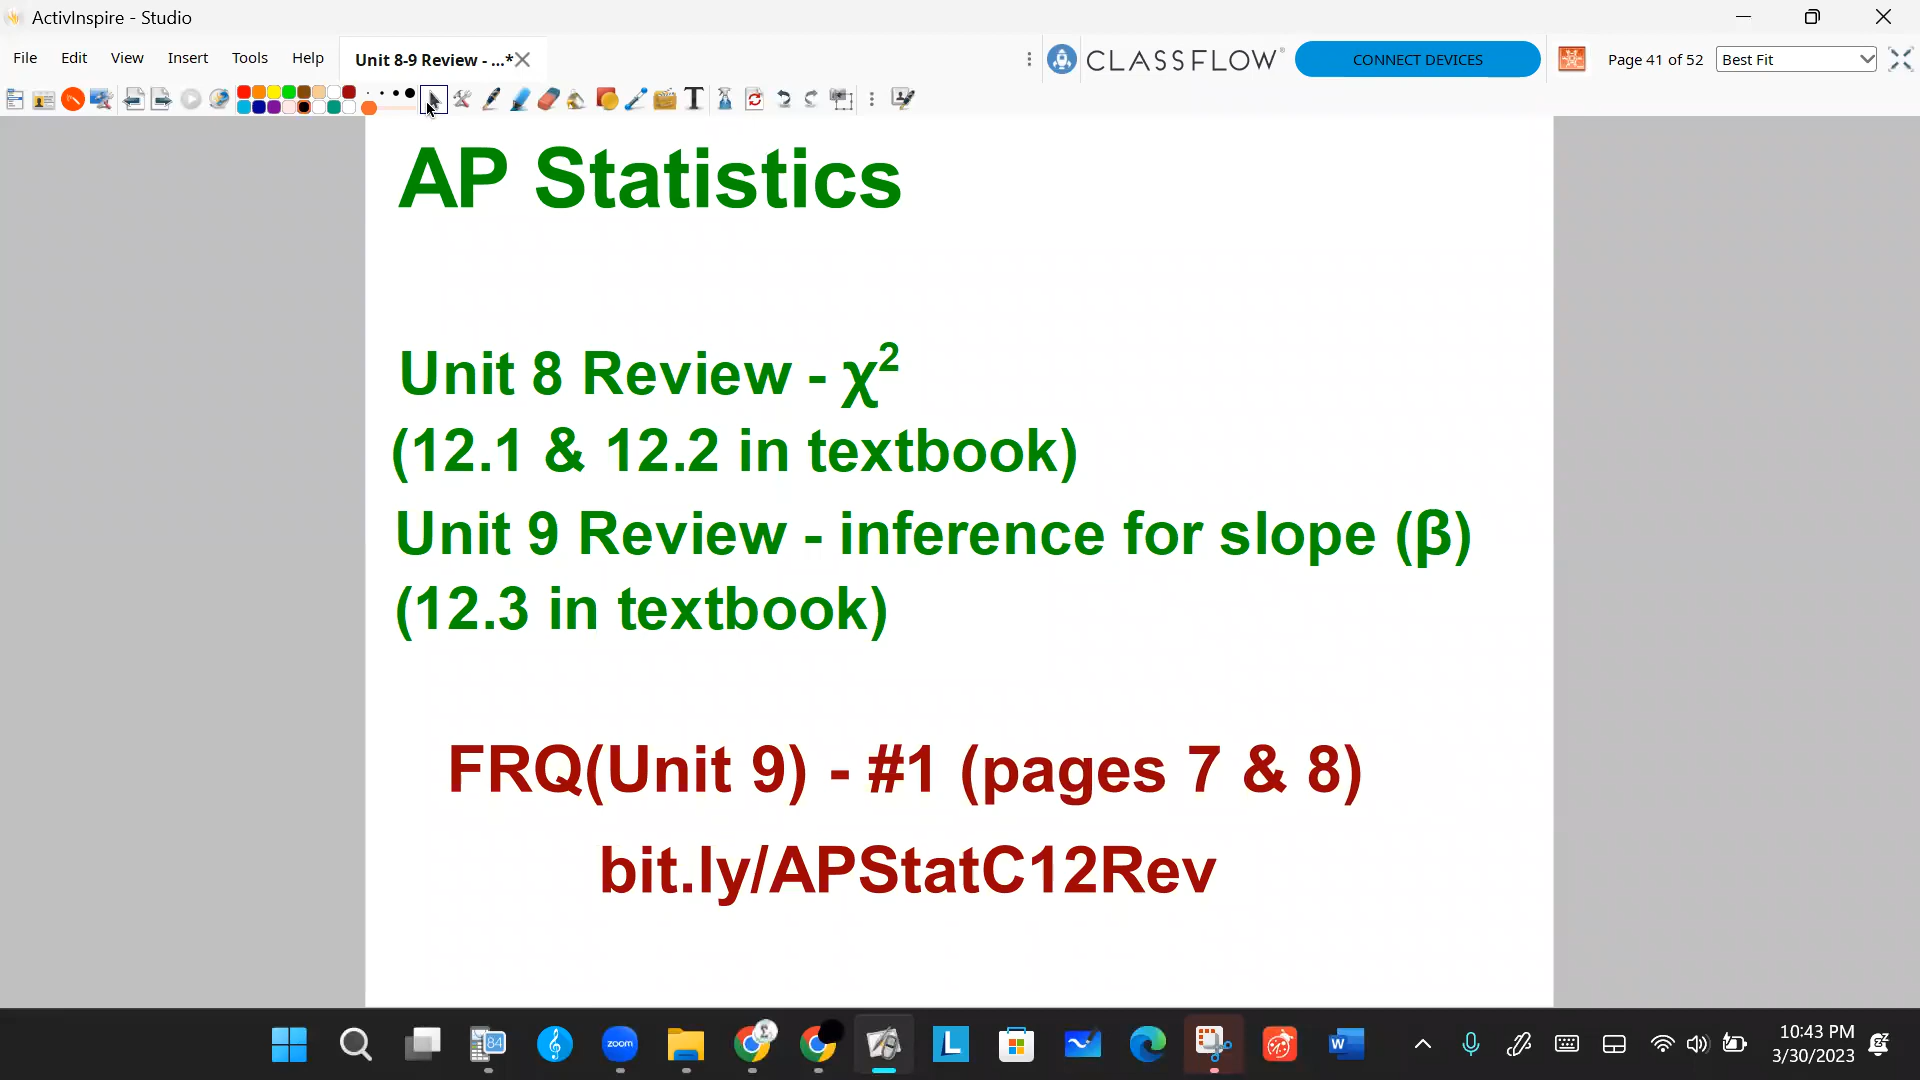 ActivInspire - Studio
File Edit View Insert Tools Help
Unit 8-9 Review - ...*
CLASSFLOW
CONNECT DEVICES
Page 41 of 52
Best Fit
T
AP Statistics
Unit 8 Review - χ²
(12.1 & 12.2 in textbook)
Unit 9 Review - inference for slope (β)
(12.3 in textbook)
FRQ(Unit 9) - #1 (pages 7 & 8)
bit.ly/APStatC12Rev
84
zoom
L
W
10:43 PM
3/30/2023